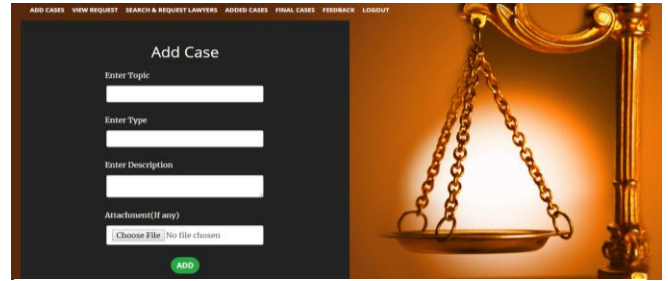 ADD CASES VIEW REQUEST SEARCH & REQUEST LAWYERS ADDED CASES FINAL CASES FEEDBACK LOGOUT
Add Case
Enter Topic
Enter Type
Enter Description
Attachment(If any)
Choose File No file chosen
ADD